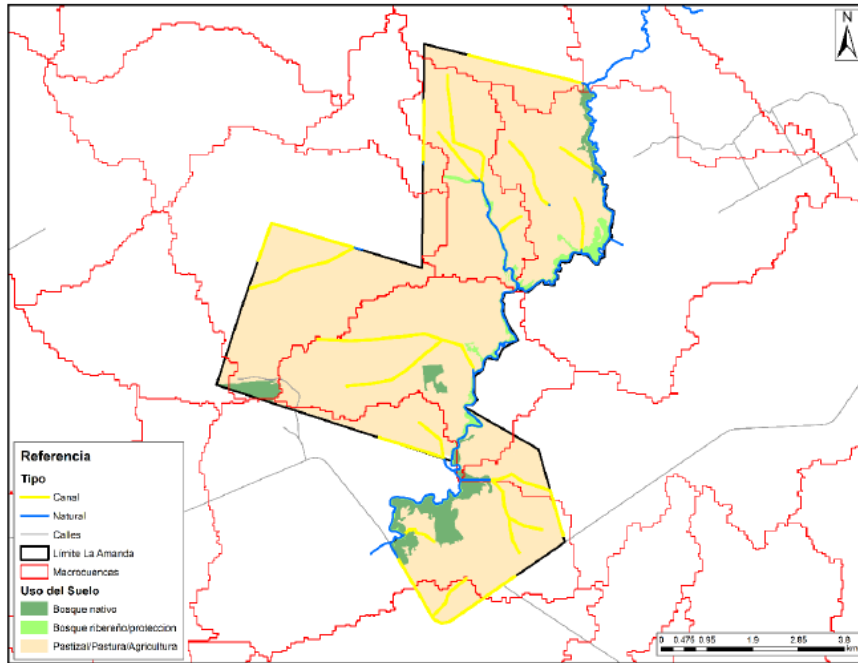 N
Referencia
Tipo
Canal
Natural
Calles
Límite La Amanda
Macrocuencas
Uso del Suelo
Bosque nativo
Bosque ribereño/proteccion
Pastizal/Pastura/Agricultura
0 0.475 0.95 1.9 2.85 3.8
km